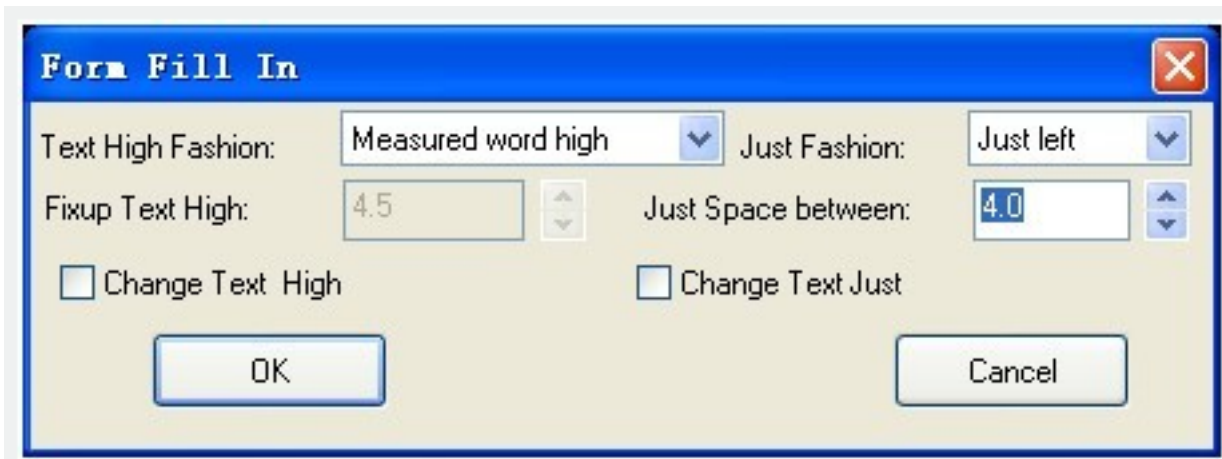 Form Fill In
Text High Fashion: Measured word high Just Fashion: Just left
Fixup Text High: 4.5 Just Space between: 4.0
Change Text High Change Text Just
OK Cancel